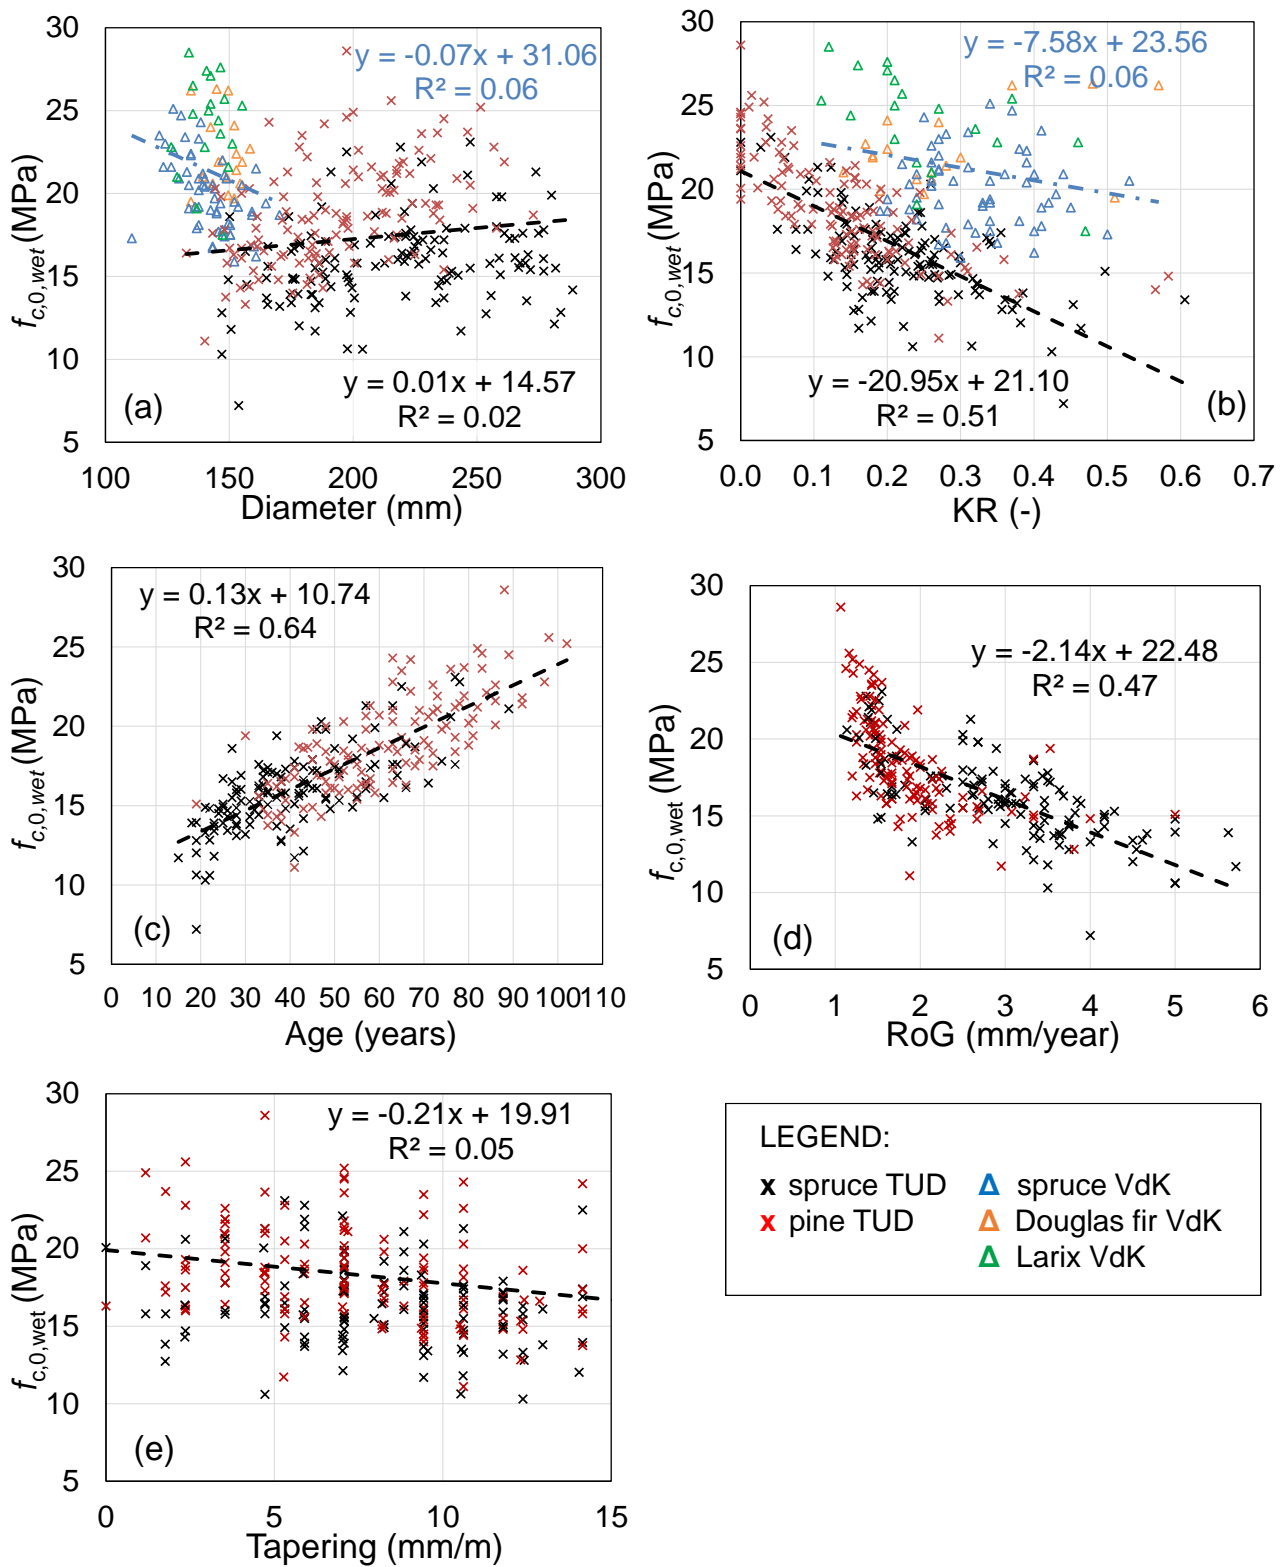 30
25
20
15
10
5
f c,0,wet (MPa)
y = -0.07x + 31.06
R² = 0.06
y = 0.01x + 14.57
R² = 0.02
(a)
100 150 200 250 300
Diameter (mm)
30
25
20
15
10
5
f c,0,wet (MPa)
y = -7.58x + 23.56
R² = 0.06
y = -20.95x + 21.10
R² = 0.51
(b)
0.0 0.1 0.2 0.3 0.4 0.5 0.6 0.7
KR (-)
30
25
20
15
10
5
f c,0,wet (MPa)
y = 0.13x + 10.74
R² = 0.64
(c)
0 10 20 30 40 50 60 70 80 90 100 110
Age (years)
30
25
20
15
10
5
f c,0,wet (MPa)
y = -2.14x + 22.48
R² = 0.47
(d)
0 1 2 3 4 5 6
RoG (mm/year)
30
25
20
15
10
5
f c,0,wet (MPa)
y = -0.21x + 19.91
R² = 0.05
(e)
0 5 10 15
Tapering (mm/m)
LEGEND:
x spruce TUD Δ spruce VdK
x pine TUD Δ Douglas fir VdK
Δ Larix VdK